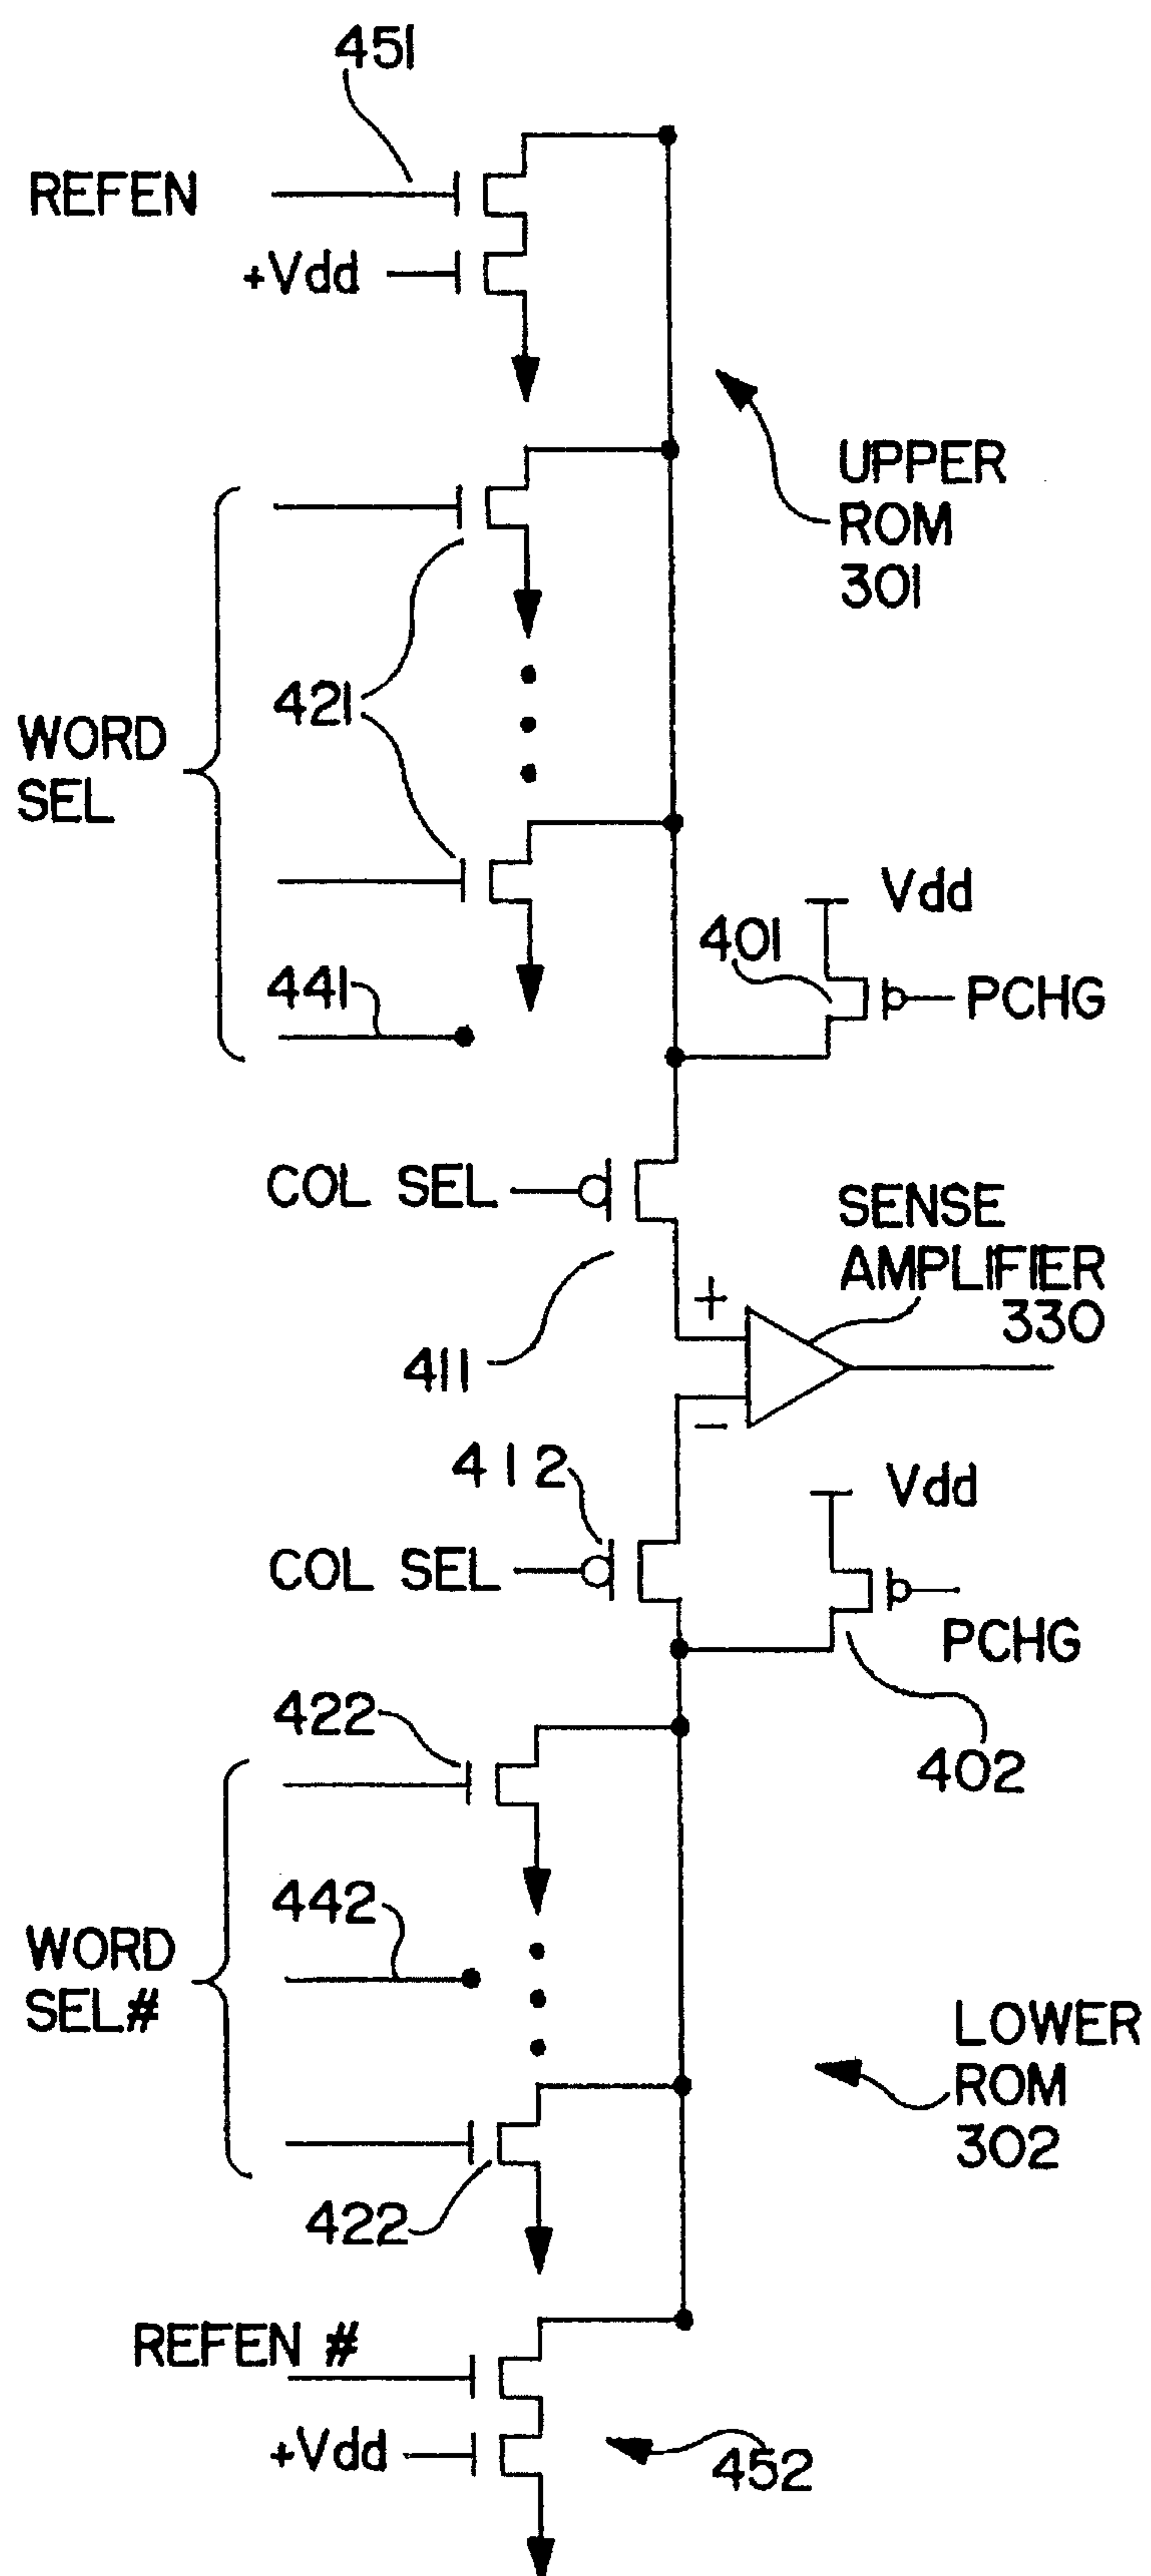 451
REFEN
+Vdd
UPPER
ROM
301
421
WORD
SEL
Vdd
401
441
PCHG
COL SEL
SENSE
AMPLIFIER
330
+
411
−
412
Vdd
COL SEL
PCHG
422
402
442
WORD
SEL#
LOWER
ROM
302
422
REFEN #
+Vdd
452